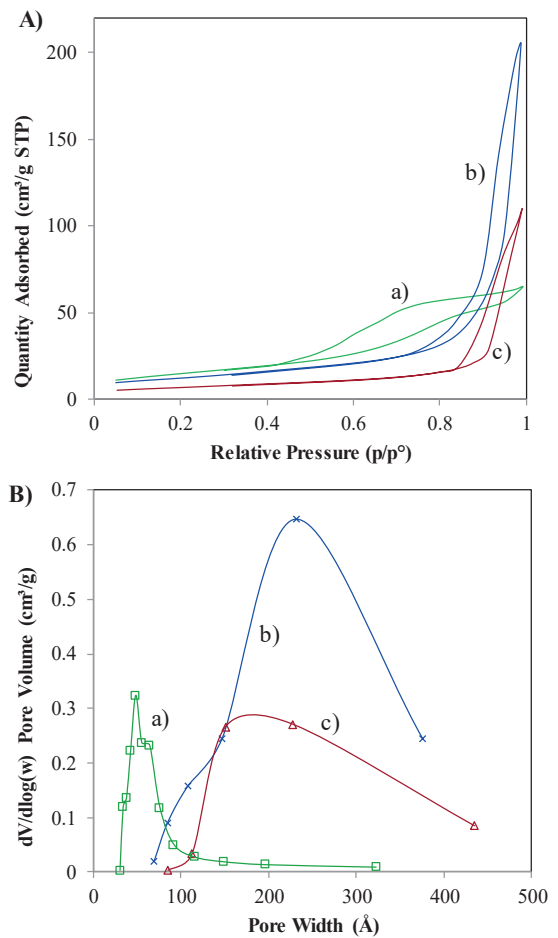 A)
200
150
100
50
0
Quantity Adsorbed (cm³/g STP)
a)
b)
c)
0 0.2 0.4 0.6 0.8 1
Relative Pressure (p/p°)
B)
0.7
0.6
0.5
0.4
0.3
0.2
0.1
0
dV/dlog(w) Pore Volume (cm³/g)
a)
b)
c)
0 100 200 300 400 500
Pore Width (Å)